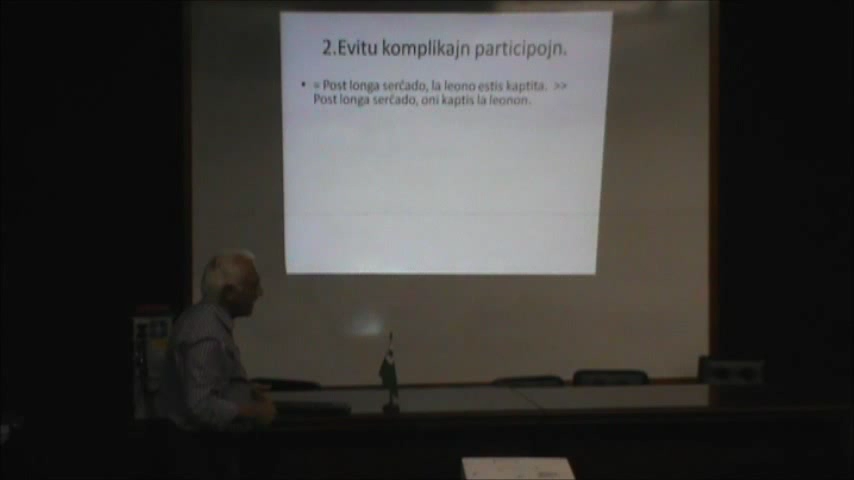 2.Evitu komplikajn participojn.
• = Post longa serĉado, la leono estis kaptita. >>
Post longa serĉado, oni kaptis la leonon.